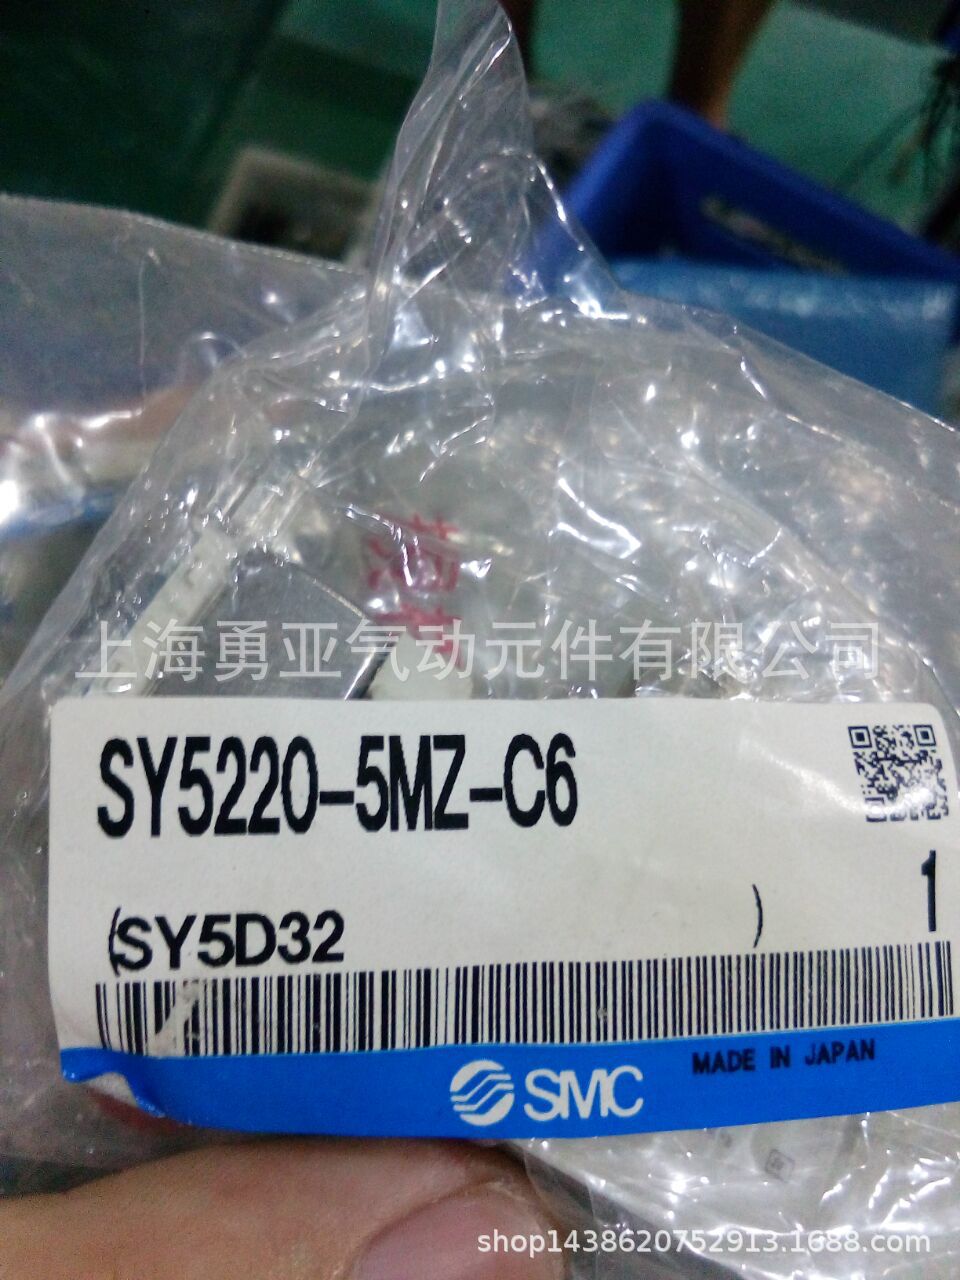 上海勇亚气动元件有限公司
SY5220-5MZ-C6
1
(SY5D32 )
SMC
MADE IN JAPAN
shop1438620752913.1688.com